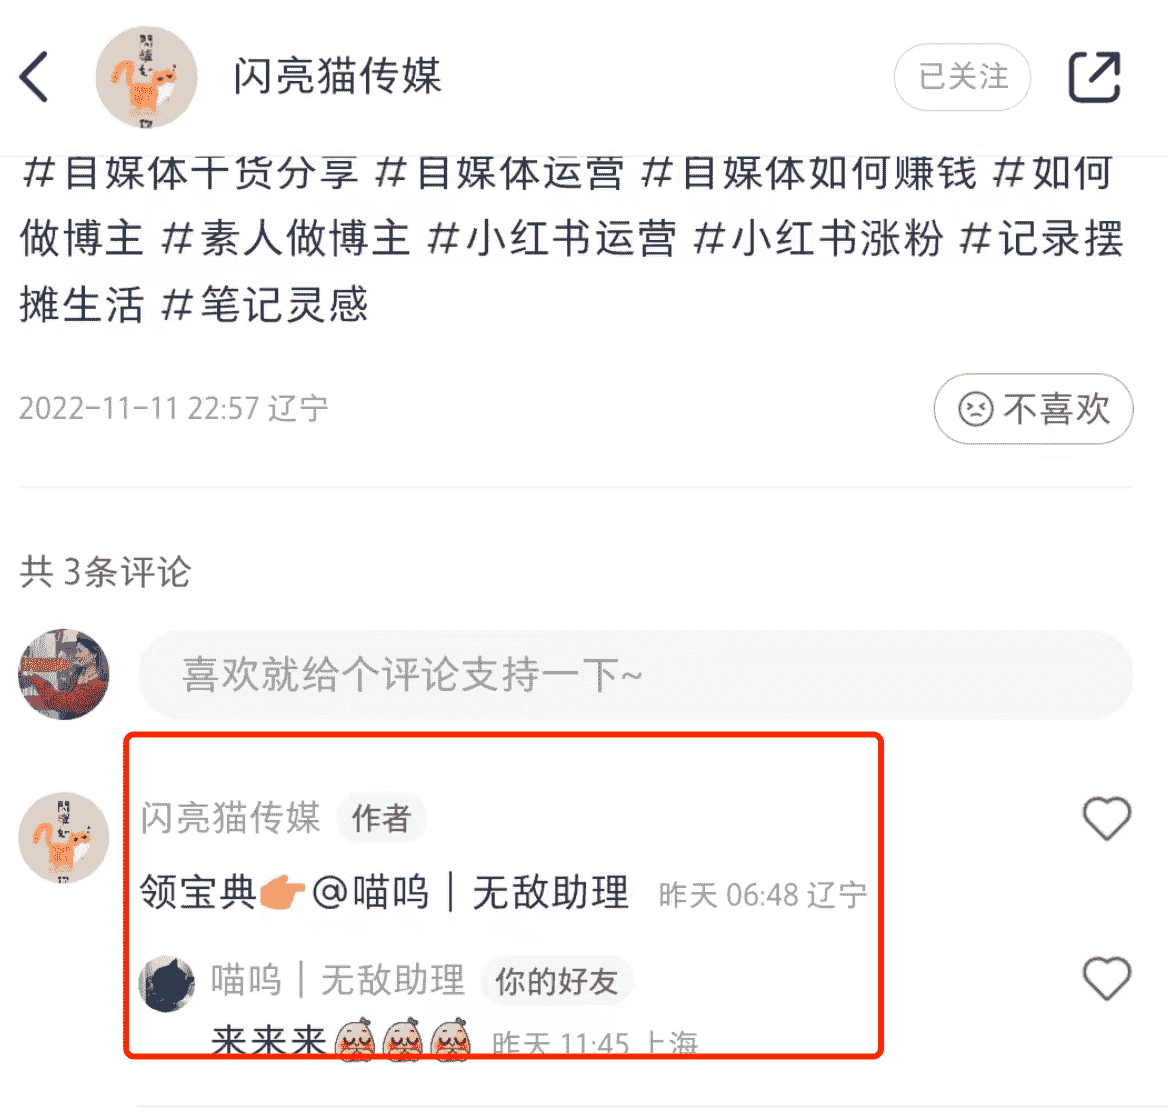 闪亮猫传媒
已关注
#自媒体干货分享 #自媒体运营 #自媒体如何赚钱 #如何
做博主 #素人做博主 #小红书运营 #小红书涨粉 #记录摆
摊生活 #笔记灵感
2022-11-11 22:57 辽宁
不喜欢
共 3条评论
喜欢就给个评论支持一下~
闪亮猫传媒 作者
领宝典👉@喵呜｜无敌助理 昨天 06:48 辽宁
喵呜｜无敌助理 你的好友
来来来 昨天 11:45 上海